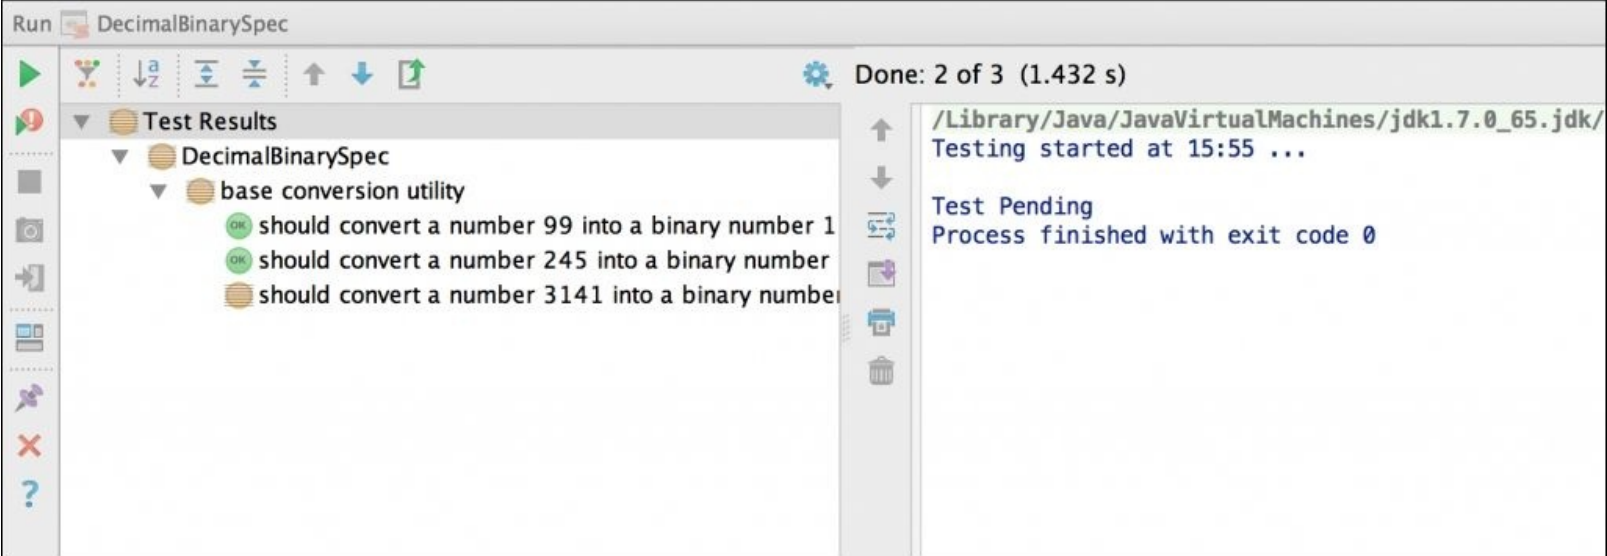 Run DecimalBinarySpec
Done: 2 of 3 (1.432 s)
Test Results
DecimalBinarySpec
base conversion utility
OK should convert a number 99 into a binary number 1
OK should convert a number 245 into a binary number
should convert a number 3141 into a binary number
/Library/Java/JavaVirtualMachines/jdk1.7.0_65.jdk/
Testing started at 15:55 ...
Test Pending
Process finished with exit code 0